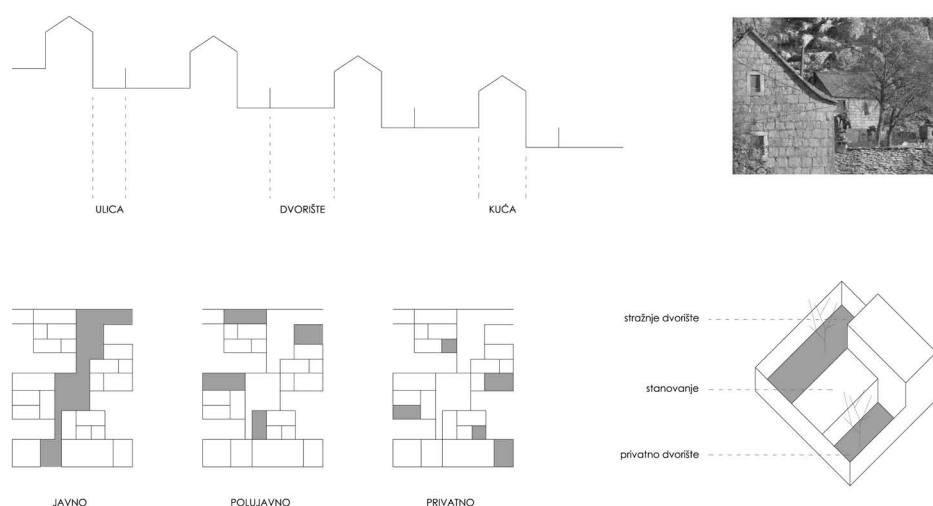 ULICA
DVORIŠTE
KUĆA
stražnje dvorište
stanovanje
privatno dvorište
JAVNO
POLUJAVNO
PRIVATNO